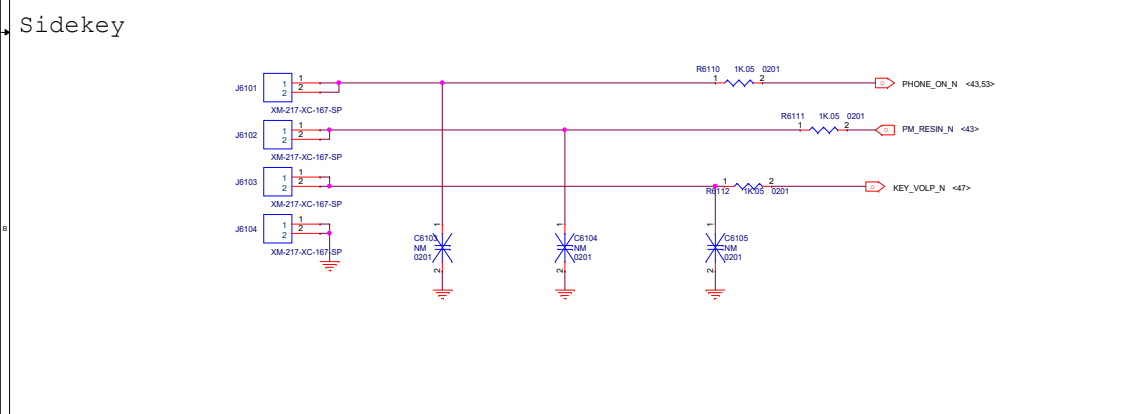 Sidekey
R6110 1K.05 0201
J6101 1 2 1 2 1 2 PHONE_ON_N <43,53>
XM-217-XC-167-SP
R6111 1K.05 0201
J6102 1 2 1 2 1 2 PM_RESIN_N <43>
XM-217-XC-167-SP
J6103 1 2 1 2 1 2 KEY_VOLP_N <47>
R6112 1K.05 0201
XM-217-XC-167-SP
J6104 1 2 1 2
B
XM-217-XC-167-SP
1 1 1
C6103 C6104 C6105
NM NM NM
0201 0201 0201
2 2 2